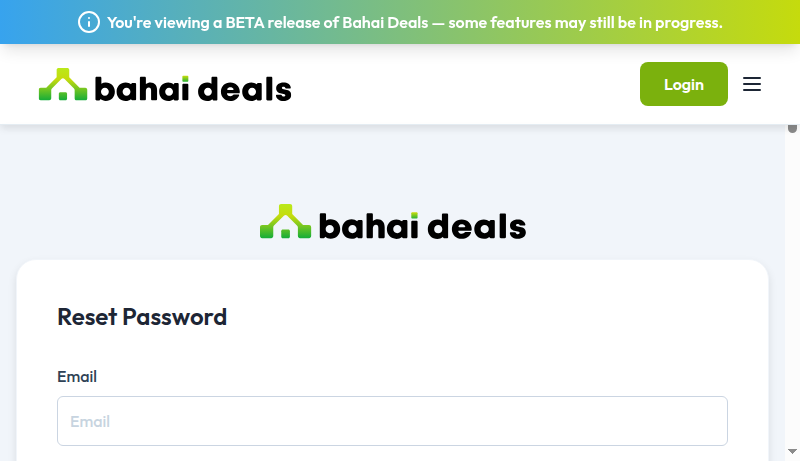 You're viewing a BETA release of Bahai Deals — some features may still be in progress.
bahai deals
Login
bahai deals
Reset Password
Email
Email